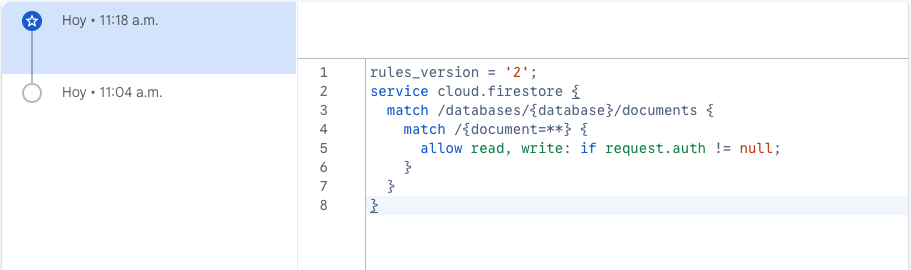 Hoy • 11:18 a.m.
Hoy • 11:04 a.m.
1 rules_version = '2';
2 service cloud.firestore {
3   match /databases/{database}/documents {
4     match /{document=**} {
5       allow read, write: if request.auth != null;
6     }
7   }
8 }